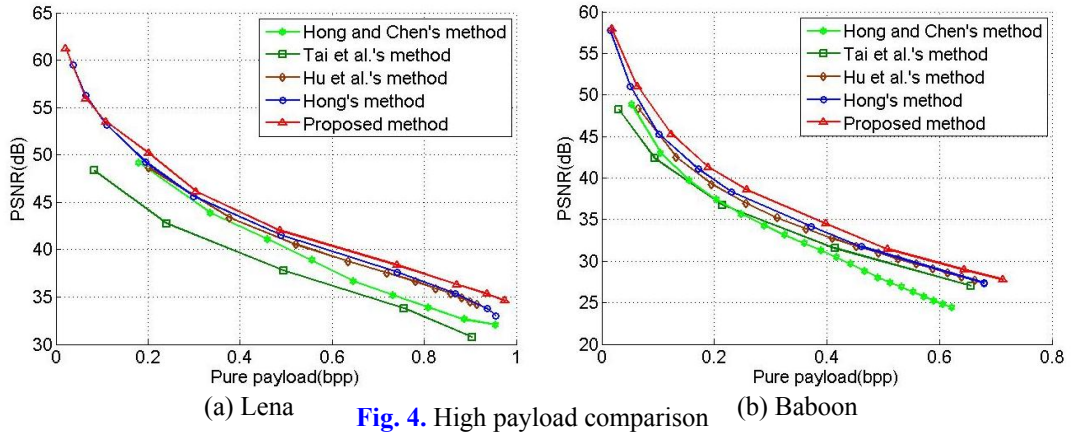 65
60
55
50
45
40
35
30
PSNR(dB)
0
0.2
0.4
0.6
0.8
1
Pure payload(bpp)
Hong and Chen's method
Tai et al.'s method
Hu et al.'s method
Hong's method
Proposed method
(a) Lena
60
55
50
45
40
35
30
25
20
PSNR(dB)
0
0.2
0.4
0.6
0.8
Pure payload(bpp)
Hong and Chen's method
Tai et al.'s method
Hu et al.'s method
Hong's method
Proposed method
(b) Baboon
Fig. 4. High payload comparison